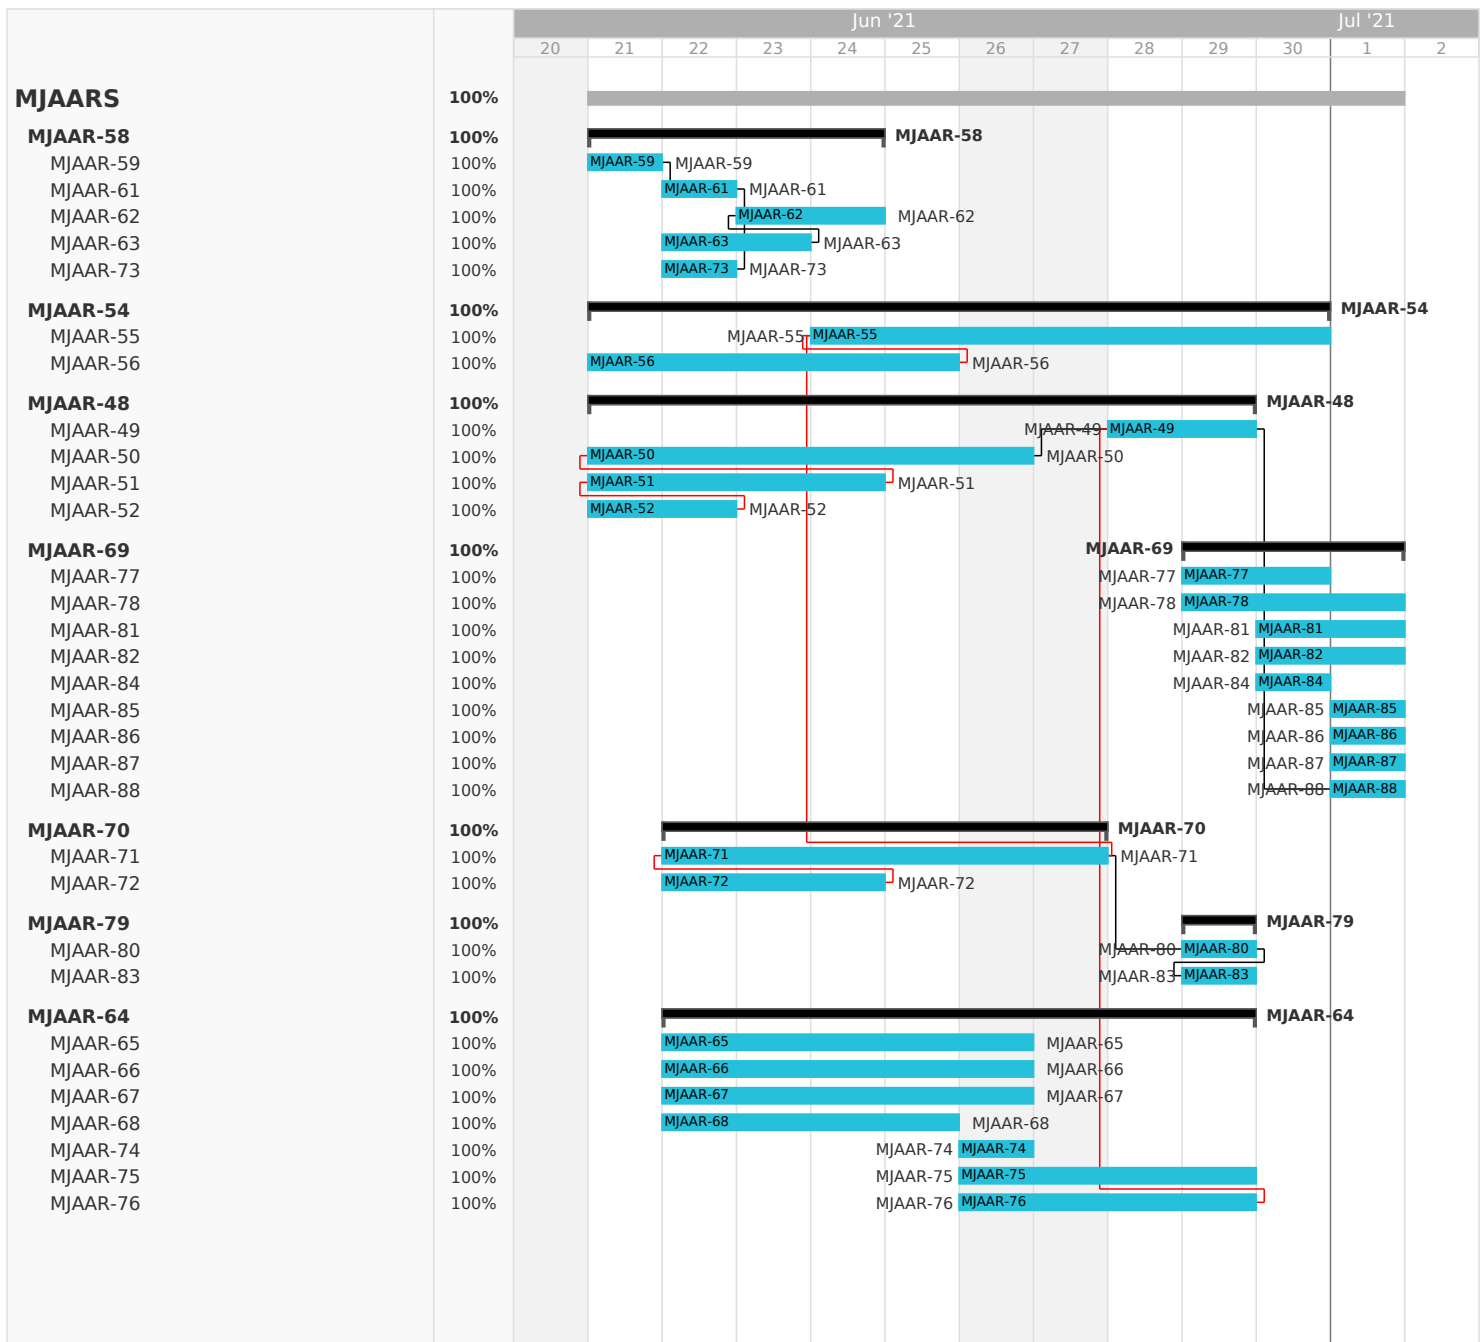 Jun '21 Jul '21
20 21 22 23 24 25 26 27 28 29 30 1 2
MJAARS 100%
MJAAR-58 100% MJAAR-58
MJAAR-59 100% MJAAR-59 MJAAR-59
MJAAR-61 100% MJAAR-61 MJAAR-61
MJAAR-62 100% MJAAR-62 MJAAR-62
MJAAR-63 100% MJAAR-63 MJAAR-63
MJAAR-73 100% MJAAR-73 MJAAR-73
MJAAR-54 100% MJAAR-54
MJAAR-55 100% MJAAR-55 MJAAR-55
MJAAR-56 100% MJAAR-56 MJAAR-56
MJAAR-48 100% MJAAR-48
MJAAR-49 100% MJAAR-49 MJAAR-49
MJAAR-50 100% MJAAR-50 MJAAR-50
MJAAR-51 100% MJAAR-51 MJAAR-51
MJAAR-52 100% MJAAR-52 MJAAR-52
MJAAR-69 100% MJAAR-69
MJAAR-77 100% MJAAR-77 MJAAR-77
MJAAR-78 100% MJAAR-78 MJAAR-78
MJAAR-81 100% MJAAR-81 MJAAR-81
MJAAR-82 100% MJAAR-82 MJAAR-82
MJAAR-84 100% MJAAR-84 MJAAR-84
MJAAR-85 100% MJAAR-85 MJAAR-85
MJAAR-86 100% MJAAR-86 MJAAR-86
MJAAR-87 100% MJAAR-87 MJAAR-87
MJAAR-88 100% MJAAR-88 MJAAR-88
MJAAR-70 100% MJAAR-70
MJAAR-71 100% MJAAR-71 MJAAR-71
MJAAR-72 100% MJAAR-72 MJAAR-72
MJAAR-79 100% MJAAR-79
MJAAR-80 100% MJAAR-80 MJAAR-80
MJAAR-83 100% MJAAR-83 MJAAR-83
MJAAR-64 100% MJAAR-64
MJAAR-65 100% MJAAR-65 MJAAR-65
MJAAR-66 100% MJAAR-66 MJAAR-66
MJAAR-67 100% MJAAR-67 MJAAR-67
MJAAR-68 100% MJAAR-68 MJAAR-68
MJAAR-74 100% MJAAR-74 MJAAR-74
MJAAR-75 100% MJAAR-75 MJAAR-75
MJAAR-76 100% MJAAR-76 MJAAR-76